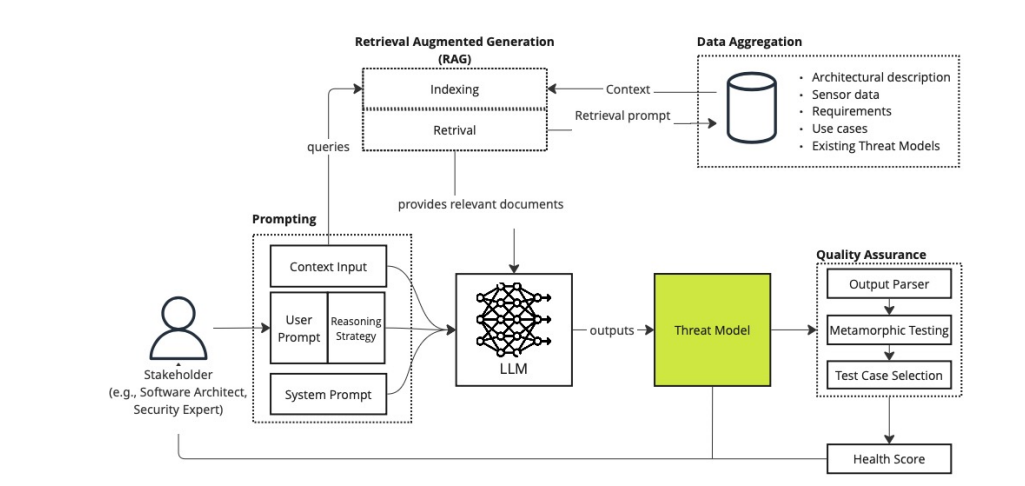 Retrieval Augmented Generation
(RAG)
Data Aggregation
Indexing
Context
Retrieval prompt
Retrival
• Architectural description
• Sensor data
• Requirements
• Use cases
• Existing Threat Models
queries
provides relevant documents
Prompting
Context Input
User
Prompt
Reasoning
Strategy
System Prompt
Stakeholder
(e.g., Software Architect,
Security Expert)
LLM
outputs
Threat Model
Quality Assurance
Output Parser
Metamorphic Testing
Test Case Selection
Health Score